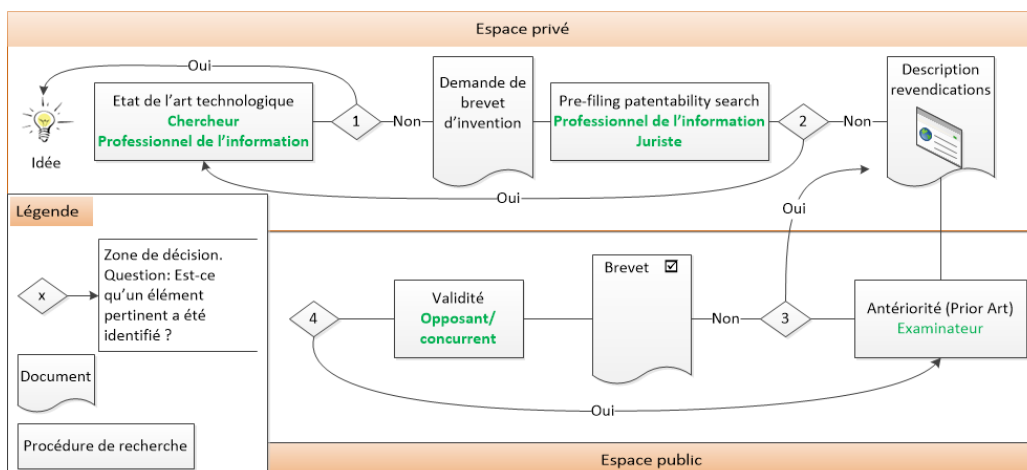 Espace privé
Oui
Idée
Etat de l'art technologique
Chercheur
Professionnel de l'information
1
Non
Demande de
brevet
d'invention
Pre-filing patentability search
Professionnel de l'information
Juriste
2
Non
Description
revendications
Oui
Oui
Légende
x
Zone de décision.
Question: Est-ce
qu'un élément
pertinent a été
identifié ?
Document
Procédure de recherche
4
Validité
Opposant/
concurrent
Brevet ☑
Non
3
Antériorité (Prior Art)
Examinateur
Oui
Espace public